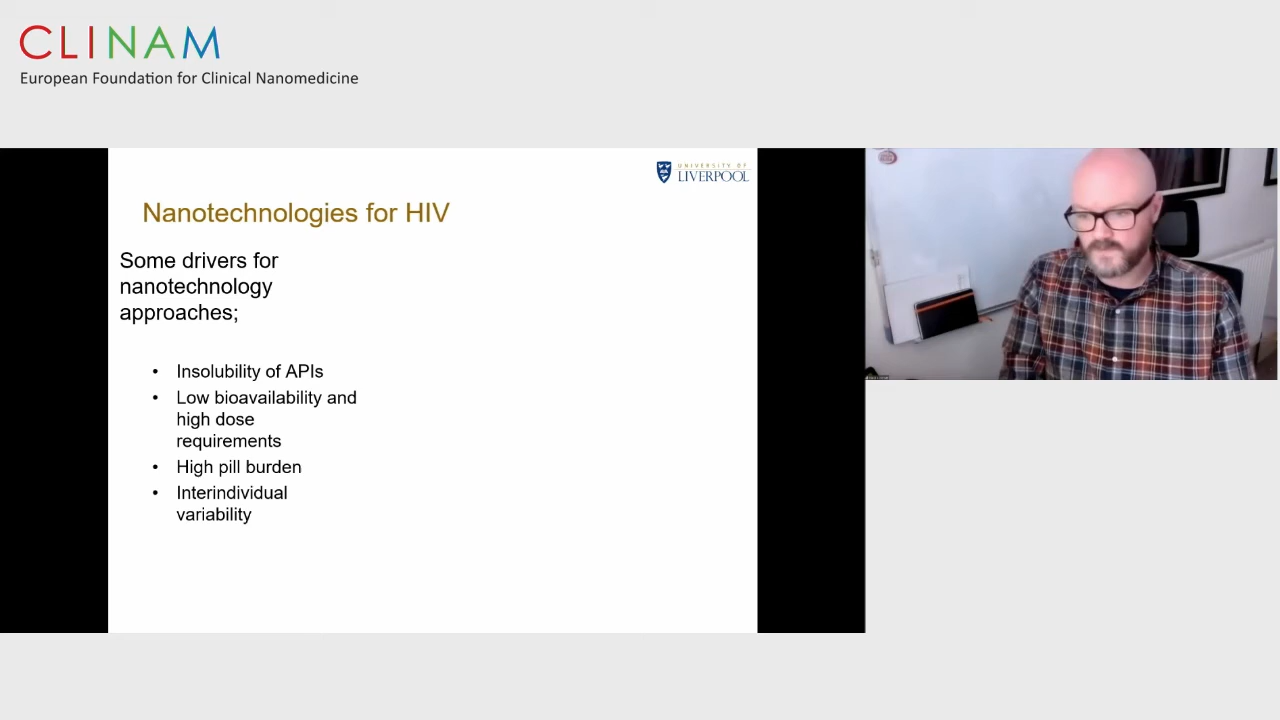 CLINAM
European Foundation for Clinical Nanomedicine
UNIVERSITY OF
LIVERPOOL
Nanotechnologies for HIV
Some drivers for
nanotechnology
approaches;
• Insolubility of APIs
• Low bioavailability and
high dose
requirements
• High pill burden
• Interindividual
variability